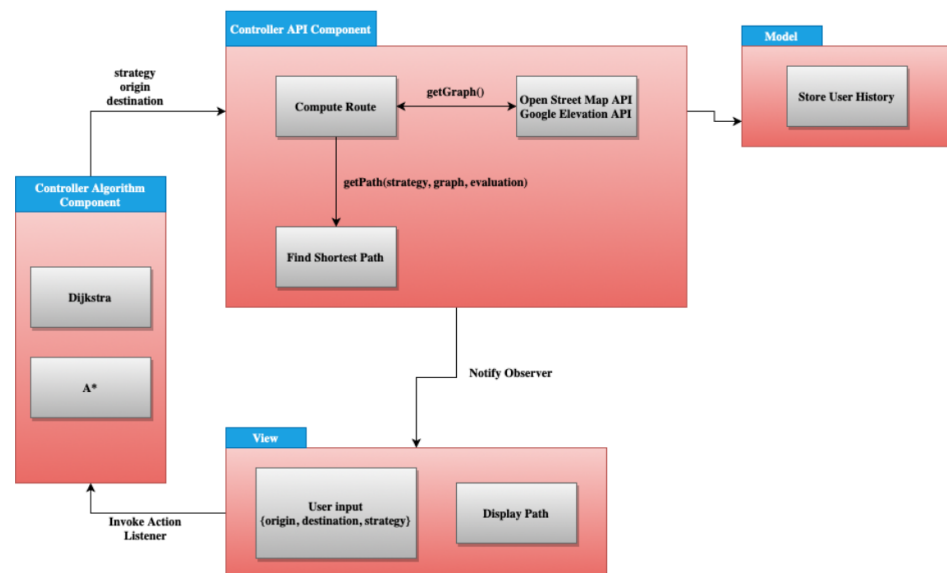 Controller API Component
Model
strategy
origin
destination
Compute Route
getGraph()
Open Street Map API
Google Elevation API
Store User History
getPath(strategy, graph, evaluation)
Controller Algorithm
Component
Find Shortest Path
Dijkstra
A*
Notify Observer
View
User input
{origin, destination, strategy}
Display Path
Invoke Action
Listener